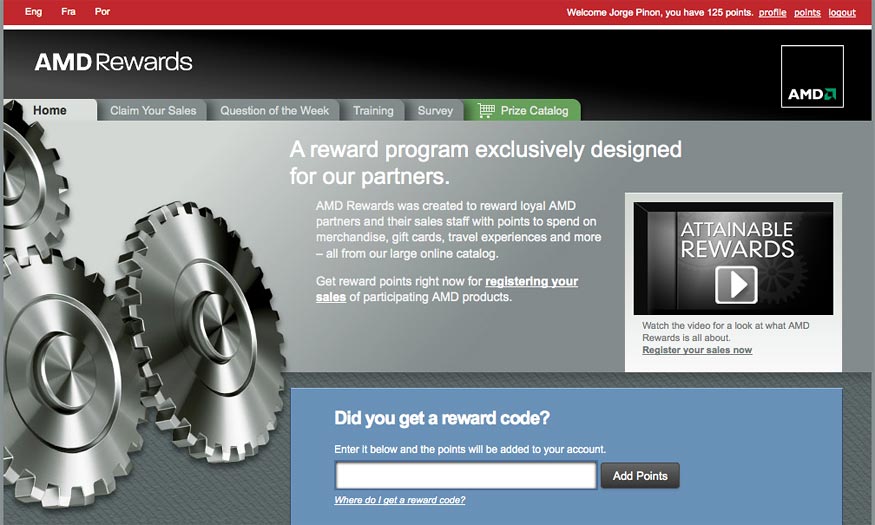 Eng Fra Por
Welcome Jorge Pinon, you have 125 points. profile points logout
AMD Rewards
AMD
Home Claim Your Sales Question of the Week Training Survey Prize Catalog
A reward program exclusively designed
for our partners.
AMD Rewards was created to reward loyal AMD
partners and their sales staff with points to spend on
merchandise, gift cards, travel experiences and more
– all from our large online catalog.
Get reward points right now for registering your
sales of participating AMD products.
ATTAINABLE
REWARDS
Watch the video for a look at what AMD
Rewards is all about.
Register your sales now
Did you get a reward code?
Enter it below and the points will be added to your account.
Add Points
Where do I get a reward code?